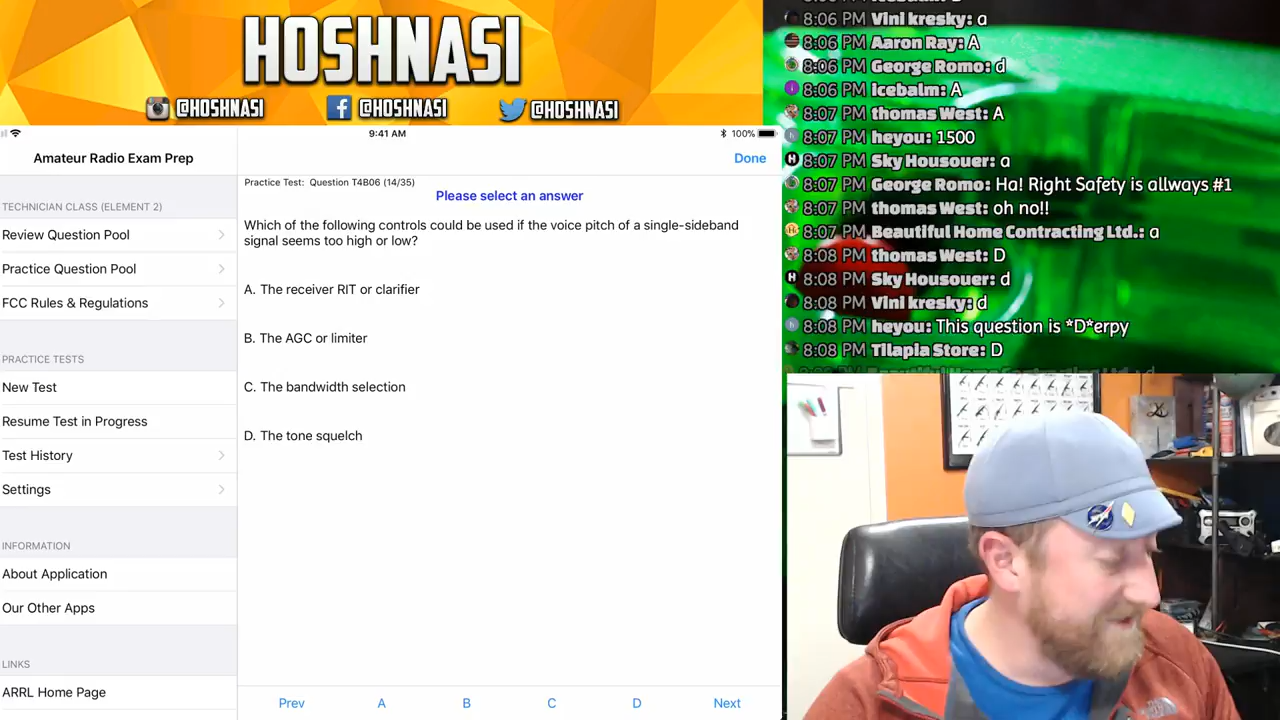 HOSHNASI
@HOSHNASI
@HOSHNASI
@HOSHNASI
9:41 AM
100%
Amateur Radio Exam Prep
Done
TECHNICIAN CLASS (ELEMENT 2)
Review Question Pool
Practice Question Pool
FCC Rules & Regulations
PRACTICE TESTS
New Test
Resume Test in Progress
Test History
Settings
INFORMATION
About Application
Our Other Apps
LINKS
ARRL Home Page
Practice Test: Question T4B06 (14/35)
Please select an answer
Which of the following controls could be used if the voice pitch of a single-sideband
signal seems too high or low?
A. The receiver RIT or clarifier
B. The AGC or limiter
C. The bandwidth selection
D. The tone squelch
Prev
A
B
C
D
Next
8:06 PM Vini kresky: a
8:06 PM Aaron Ray: A
8:06 PM George Romo: d
8:06 PM icebalm: A
8:07 PM thomas West: A
8:07 PM heyou: 1500
8:07 PM Sky Housouer: a
8:07 PM George Romo: Ha! Right Safety is allways #1
8:07 PM thomas West: oh no!!
8:07 PM Beautiful Home Contracting Ltd.: a
8:08 PM thomas West: D
8:08 PM Sky Housouer: d
8:08 PM Vini kresky: d
8:08 PM heyou: This question is *D*erpy
8:08 PM Tilapia Store: D